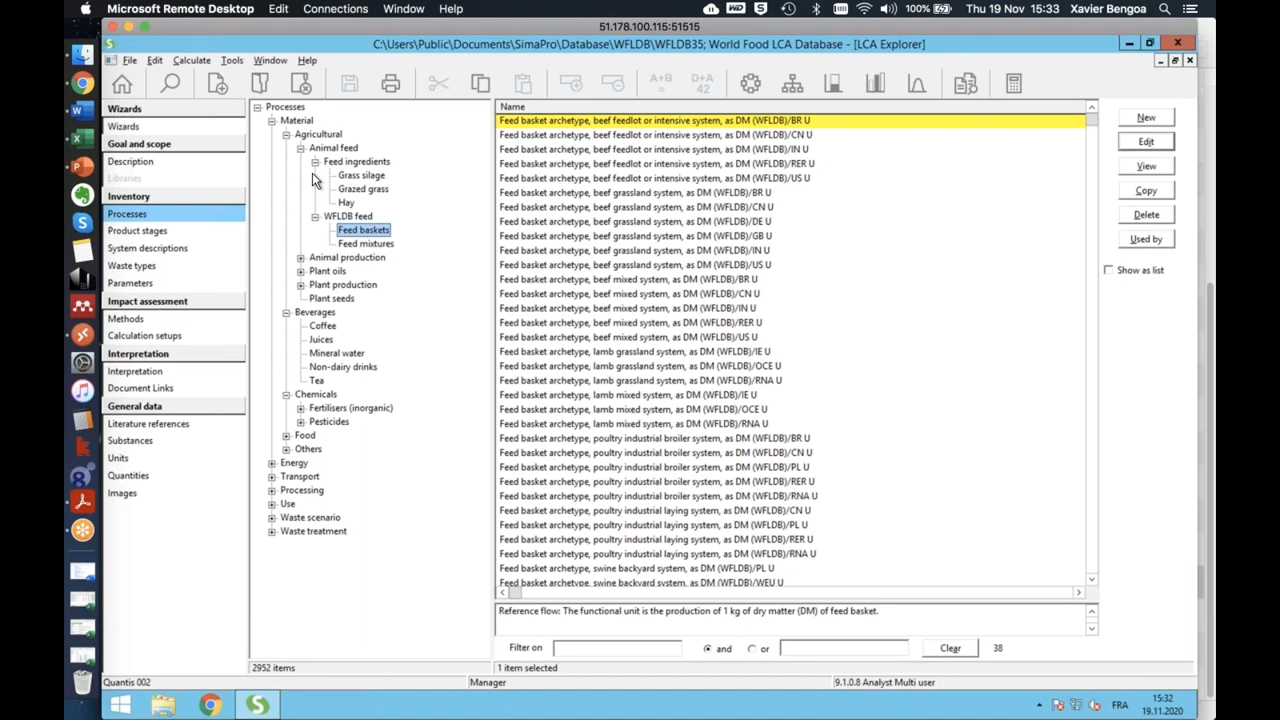 Microsoft Remote Desktop Edit Connections Window Help 100% Thu 19 Nov 15:33 Xavier Bengoa
51.178.100.115:51515
C:\Users\Public\Documents\SimaPro\Database\WFLDB\WFLDB35; World Food LCA Database - [LCA Explorer]
File Edit Calculate Tools Window Help
A+B
=
D+A
42
Wizards
Wizards
Goal and scope
Description
Libraries
Inventory
Processes
Product stages
System descriptions
Waste types
Parameters
Impact assessment
Methods
Calculation setups
Interpretation
Interpretation
Document Links
General data
Literature references
Substances
Units
Quantities
Images
Processes
Material
Agricultural
Animal feed
Feed ingredients
Grass silage
Grazed grass
Hay
WFLDB feed
Feed baskets
Feed mixtures
Animal production
Plant oils
Plant production
Plant seeds
Beverages
Coffee
Juices
Mineral water
Non-dairy drinks
Tea
Chemicals
Fertilisers (inorganic)
Pesticides
Food
Others
Energy
Transport
Processing
Use
Waste scenario
Waste treatment
Name
Feed basket archetype, beef feedlot or intensive system, as DM (WFLDB)/BR U
Feed basket archetype, beef feedlot or intensive system, as DM (WFLDB)/CN U
Feed basket archetype, beef feedlot or intensive system, as DM (WFLDB)/IN U
Feed basket archetype, beef feedlot or intensive system, as DM (WFLDB)/RER U
Feed basket archetype, beef feedlot or intensive system, as DM (WFLDB)/US U
Feed basket archetype, beef grassland system, as DM (WFLDB)/BR U
Feed basket archetype, beef grassland system, as DM (WFLDB)/CN U
Feed basket archetype, beef grassland system, as DM (WFLDB)/DE U
Feed basket archetype, beef grassland system, as DM (WFLDB)/GB U
Feed basket archetype, beef grassland system, as DM (WFLDB)/IN U
Feed basket archetype, beef grassland system, as DM (WFLDB)/US U
Feed basket archetype, beef mixed system, as DM (WFLDB)/BR U
Feed basket archetype, beef mixed system, as DM (WFLDB)/CN U
Feed basket archetype, beef mixed system, as DM (WFLDB)/IN U
Feed basket archetype, beef mixed system, as DM (WFLDB)/RER U
Feed basket archetype, beef mixed system, as DM (WFLDB)/US U
Feed basket archetype, lamb grassland system, as DM (WFLDB)/IE U
Feed basket archetype, lamb grassland system, as DM (WFLDB)/OCE U
Feed basket archetype, lamb grassland system, as DM (WFLDB)/RNA U
Feed basket archetype, lamb mixed system, as DM (WFLDB)/IE U
Feed basket archetype, lamb mixed system, as DM (WFLDB)/OCE U
Feed basket archetype, lamb mixed system, as DM (WFLDB)/RNA U
Feed basket archetype, poultry industrial broiler system, as DM (WFLDB)/BR U
Feed basket archetype, poultry industrial broiler system, as DM (WFLDB)/CN U
Feed basket archetype, poultry industrial broiler system, as DM (WFLDB)/PL U
Feed basket archetype, poultry industrial broiler system, as DM (WFLDB)/RER U
Feed basket archetype, poultry industrial broiler system, as DM (WFLDB)/RNA U
Feed basket archetype, poultry industrial laying system, as DM (WFLDB)/CN U
Feed basket archetype, poultry industrial laying system, as DM (WFLDB)/PL U
Feed basket archetype, poultry industrial laying system, as DM (WFLDB)/RER U
Feed basket archetype, poultry industrial laying system, as DM (WFLDB)/RNA U
Feed basket archetype, swine backyard system, as DM (WFLDB)/PL U
Feed basket archetype, swine backyard system, as DM (WFLDB)/WEU U
New
Edit
View
Copy
Delete
Used by
Show as list
Reference flow: The functional unit is the production of 1 kg of dry matter (DM) of feed basket.
Filter on and or Clear 38
2952 items 1 item selected
Quantis 002 Manager 9.1.0.8 Analyst Multi user
FRA 15:32
19.11.2020